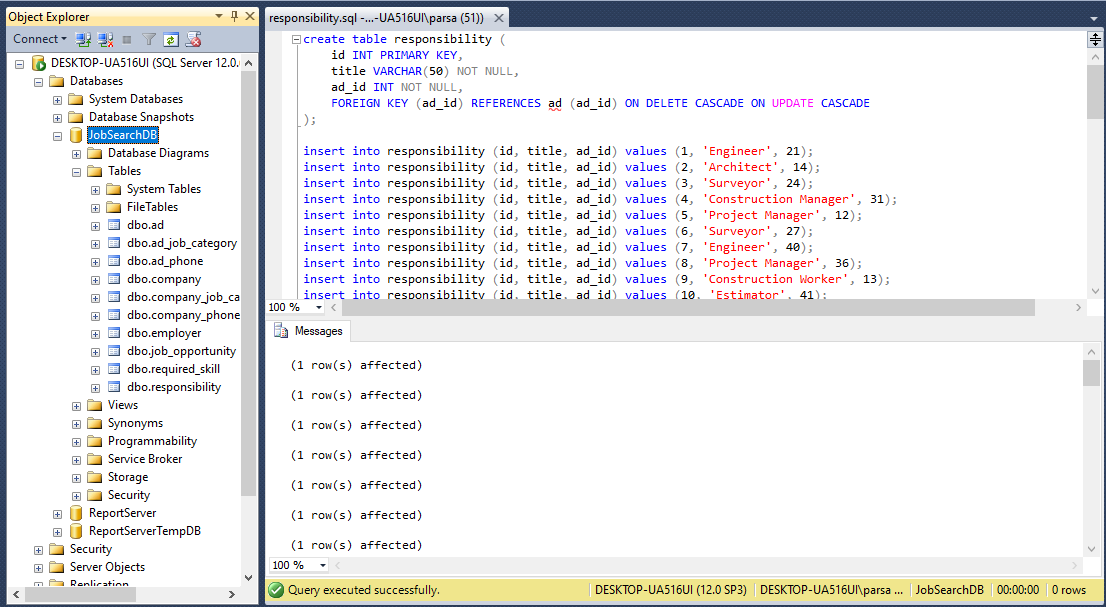 Object Explorer
Connect
DESKTOP-UA516UI (SQL Server 12.0.
Databases
System Databases
Database Snapshots
JobSearchDB
Database Diagrams
Tables
System Tables
FileTables
dbo.ad
dbo.ad_job_category
dbo.ad_phone
dbo.company
dbo.company_job_ca
dbo.company_phone
dbo.employer
dbo.job_opportunity
dbo.required_skill
dbo.responsibility
Views
Synonyms
Programmability
Service Broker
Storage
Security
ReportServer
ReportServerTempDB
Security
Server Objects
Replication
responsibility.sql -...-UA516UI\parsa (51))
create table responsibility (
id INT PRIMARY KEY,
title VARCHAR(50) NOT NULL,
ad_id INT NOT NULL,
FOREIGN KEY (ad_id) REFERENCES ad (ad_id) ON DELETE CASCADE ON UPDATE CASCADE
);
insert into responsibility (id, title, ad_id) values (1, 'Engineer', 21);
insert into responsibility (id, title, ad_id) values (2, 'Architect', 14);
insert into responsibility (id, title, ad_id) values (3, 'Surveyor', 24);
insert into responsibility (id, title, ad_id) values (4, 'Construction Manager', 31);
insert into responsibility (id, title, ad_id) values (5, 'Project Manager', 12);
insert into responsibility (id, title, ad_id) values (6, 'Surveyor', 27);
insert into responsibility (id, title, ad_id) values (7, 'Engineer', 40);
insert into responsibility (id, title, ad_id) values (8, 'Project Manager', 36);
insert into responsibility (id, title, ad_id) values (9, 'Construction Worker', 13);
insert into responsibility (id, title, ad_id) values (10, 'Estimator', 41);
100 %
Messages
(1 row(s) affected)
(1 row(s) affected)
(1 row(s) affected)
(1 row(s) affected)
(1 row(s) affected)
(1 row(s) affected)
(1 row(s) affected)
100 %
Query executed successfully.
DESKTOP-UA516UI (12.0 SP3)
DESKTOP-UA516UI\parsa ...
JobSearchDB
00:00:00
0 rows